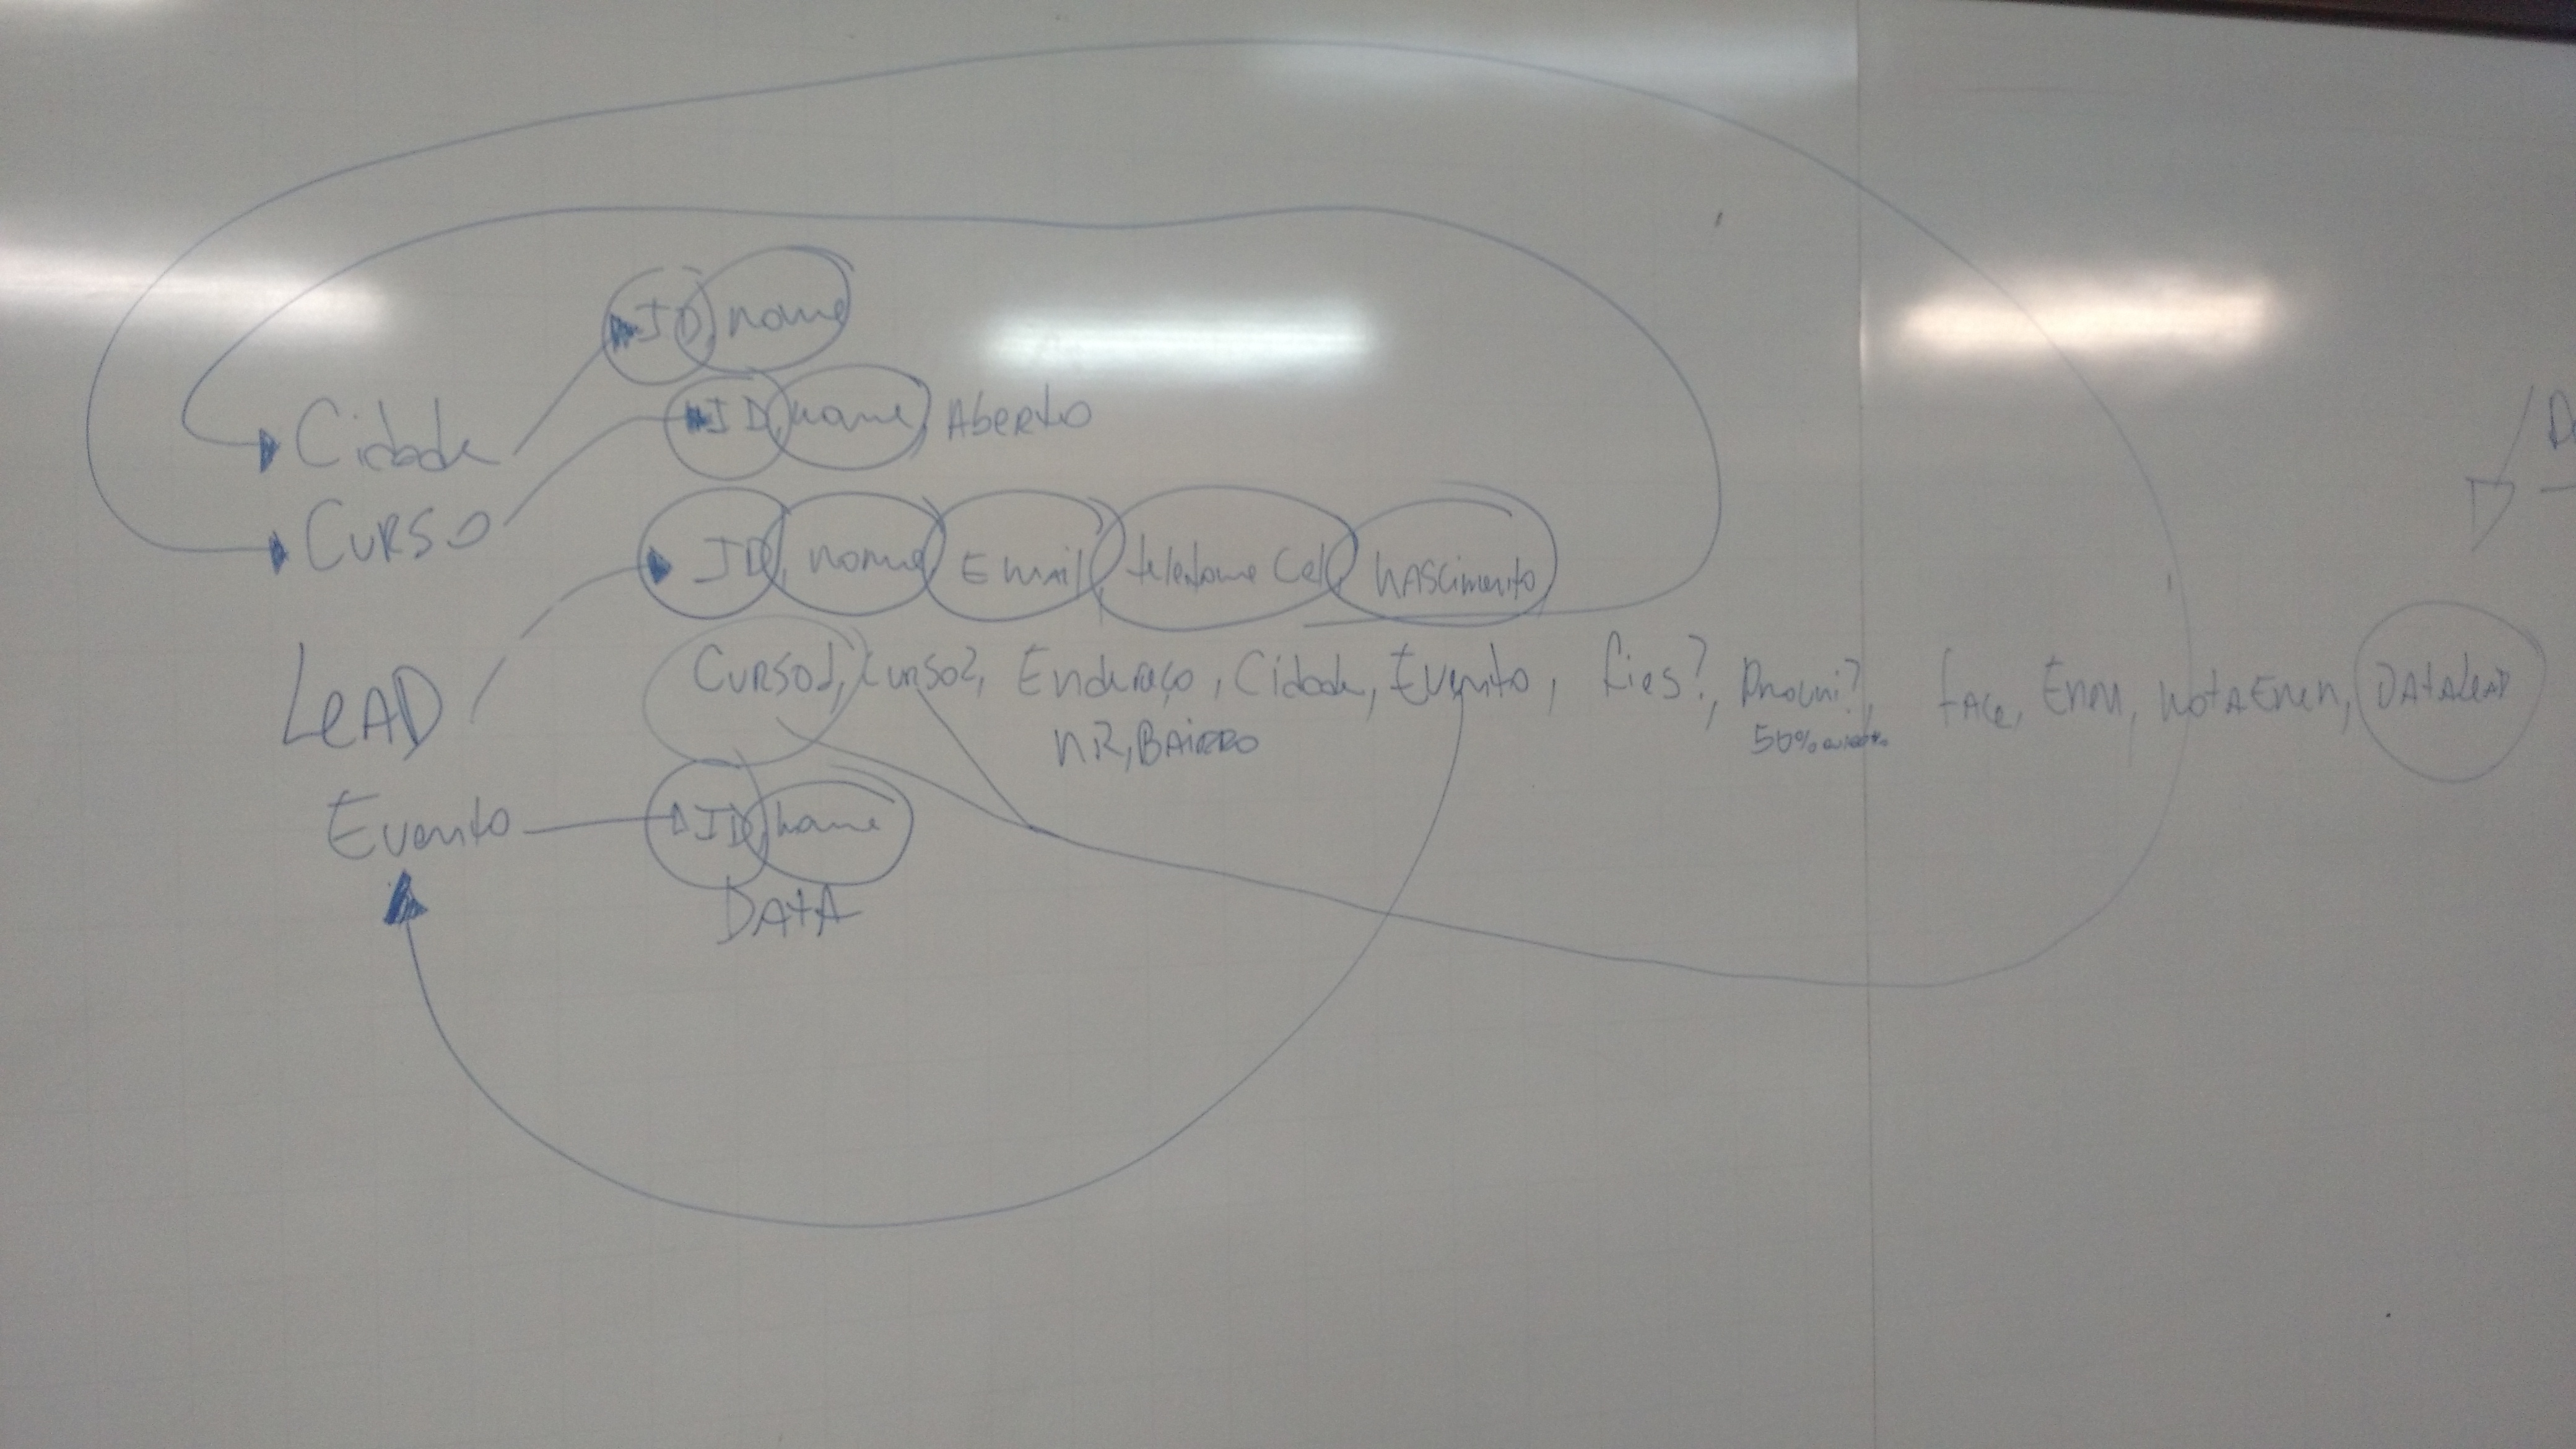 ID, nome
Cidade
ID, nome, Aberto
Curso
ID, nome, Email, telefone Cel, nascimento
Lead
Curso1, Curso2, Endereço, Cidade, Evento, fies?, Prouni?, face, Enem, notaEnem, DataLead
nR, Bairro
50%
Evento
ID, nome
Data